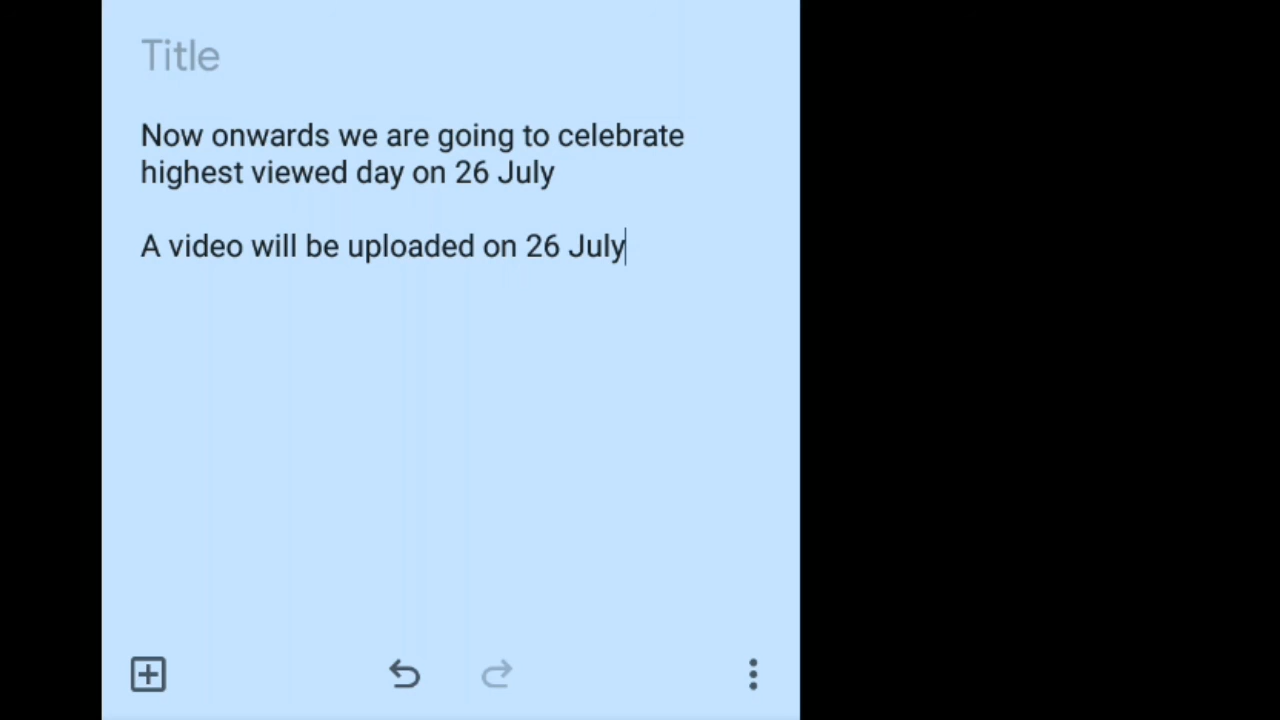 Title
Now onwards we are going to celebrate
highest viewed day on 26 July
A video will be uploaded on 26 July